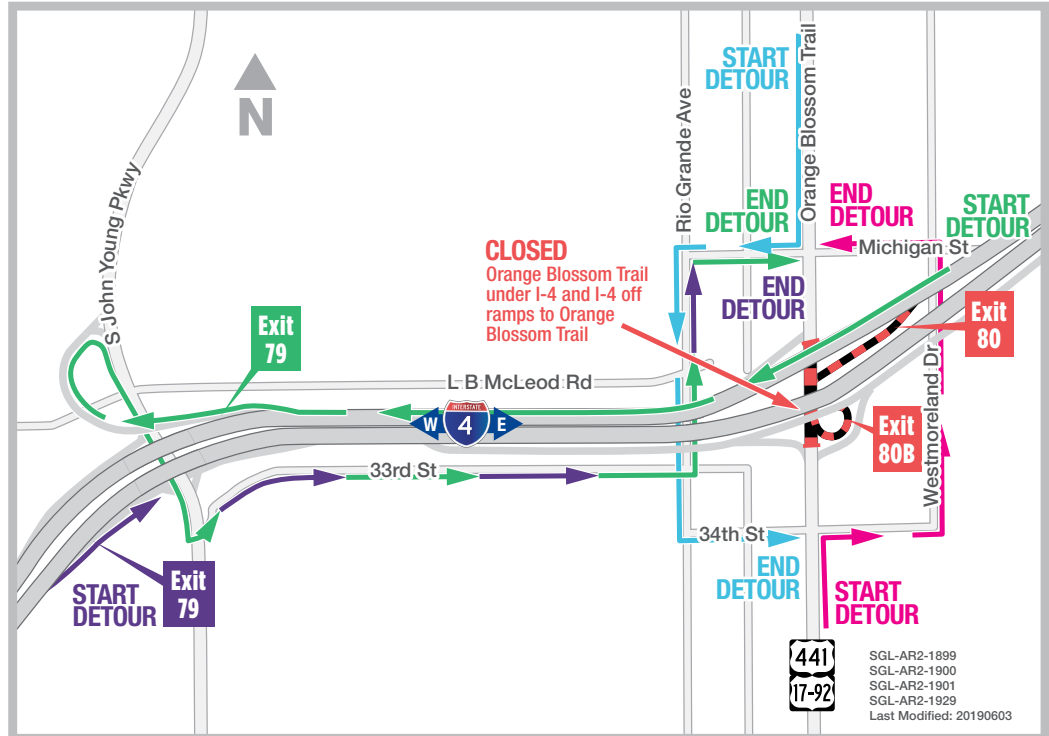 START
DETOUR
Orange Blossom Trail
N
Rio Grande Ave
S John Young Pkwy
END
DETOUR
END
DETOUR
START
DETOUR
Michigan St
CLOSED
Orange Blossom Trail
under I-4 and I-4 off
ramps to Orange
Blossom Trail
END
DETOUR
Exit
79
Exit
80
L B McLeod Rd
W
INTERSTATE
4
E
Exit
80B
Westmoreland Dr
33rd St
34th St
START
DETOUR
Exit
79
END
DETOUR
START
DETOUR
441
17-92
SGL-AR2-1899
SGL-AR2-1900
SGL-AR2-1901
SGL-AR2-1929
Last Modified: 20190603